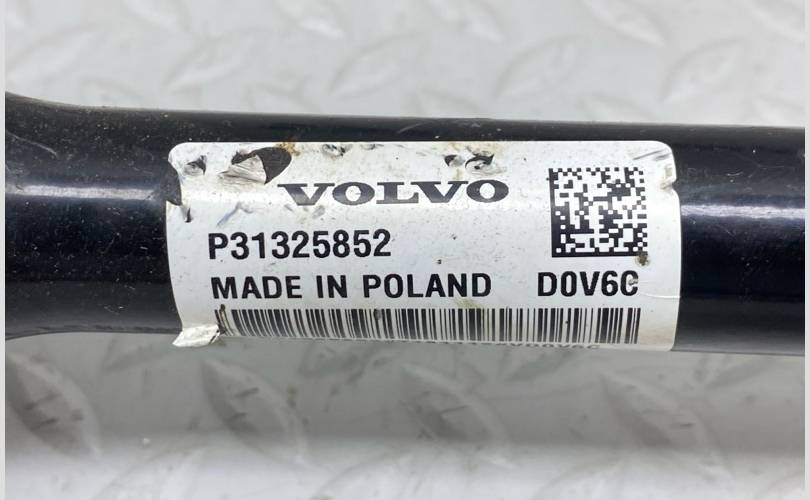 VOLVO
P31325852
MADE IN POLAND D0V6C